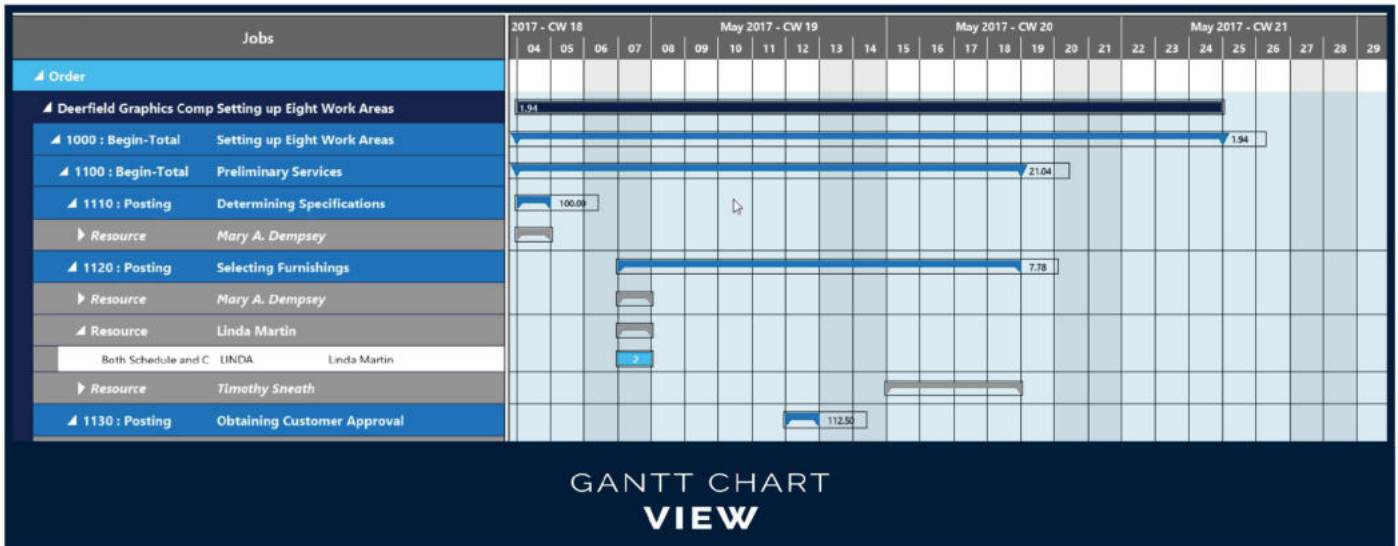 Jobs
2017 - CW 18 May 2017 - CW 19 May 2017 - CW 20 May 2017 - CW 21
04 05 06 07 08 09 10 11 12 13 14 15 16 17 18 19 20 21 22 23 24 25 26 27 28 29
Order
Deerfield Graphics Comp Setting up Eight Work Areas 1.94
1000 : Begin-Total Setting up Eight Work Areas 1.94
1100 : Begin-Total Preliminary Services 21.04
1110 : Posting Determining Specifications 100.00
Resource Mary A. Dempsey
1120 : Posting Selecting Furnishings 7.78
Resource Mary A. Dempsey
Resource Linda Martin
Both Schedule and C LINDA Linda Martin 2
Resource Timothy Sneath
1130 : Posting Obtaining Customer Approval 112.50
GANTT CHART
VIEW